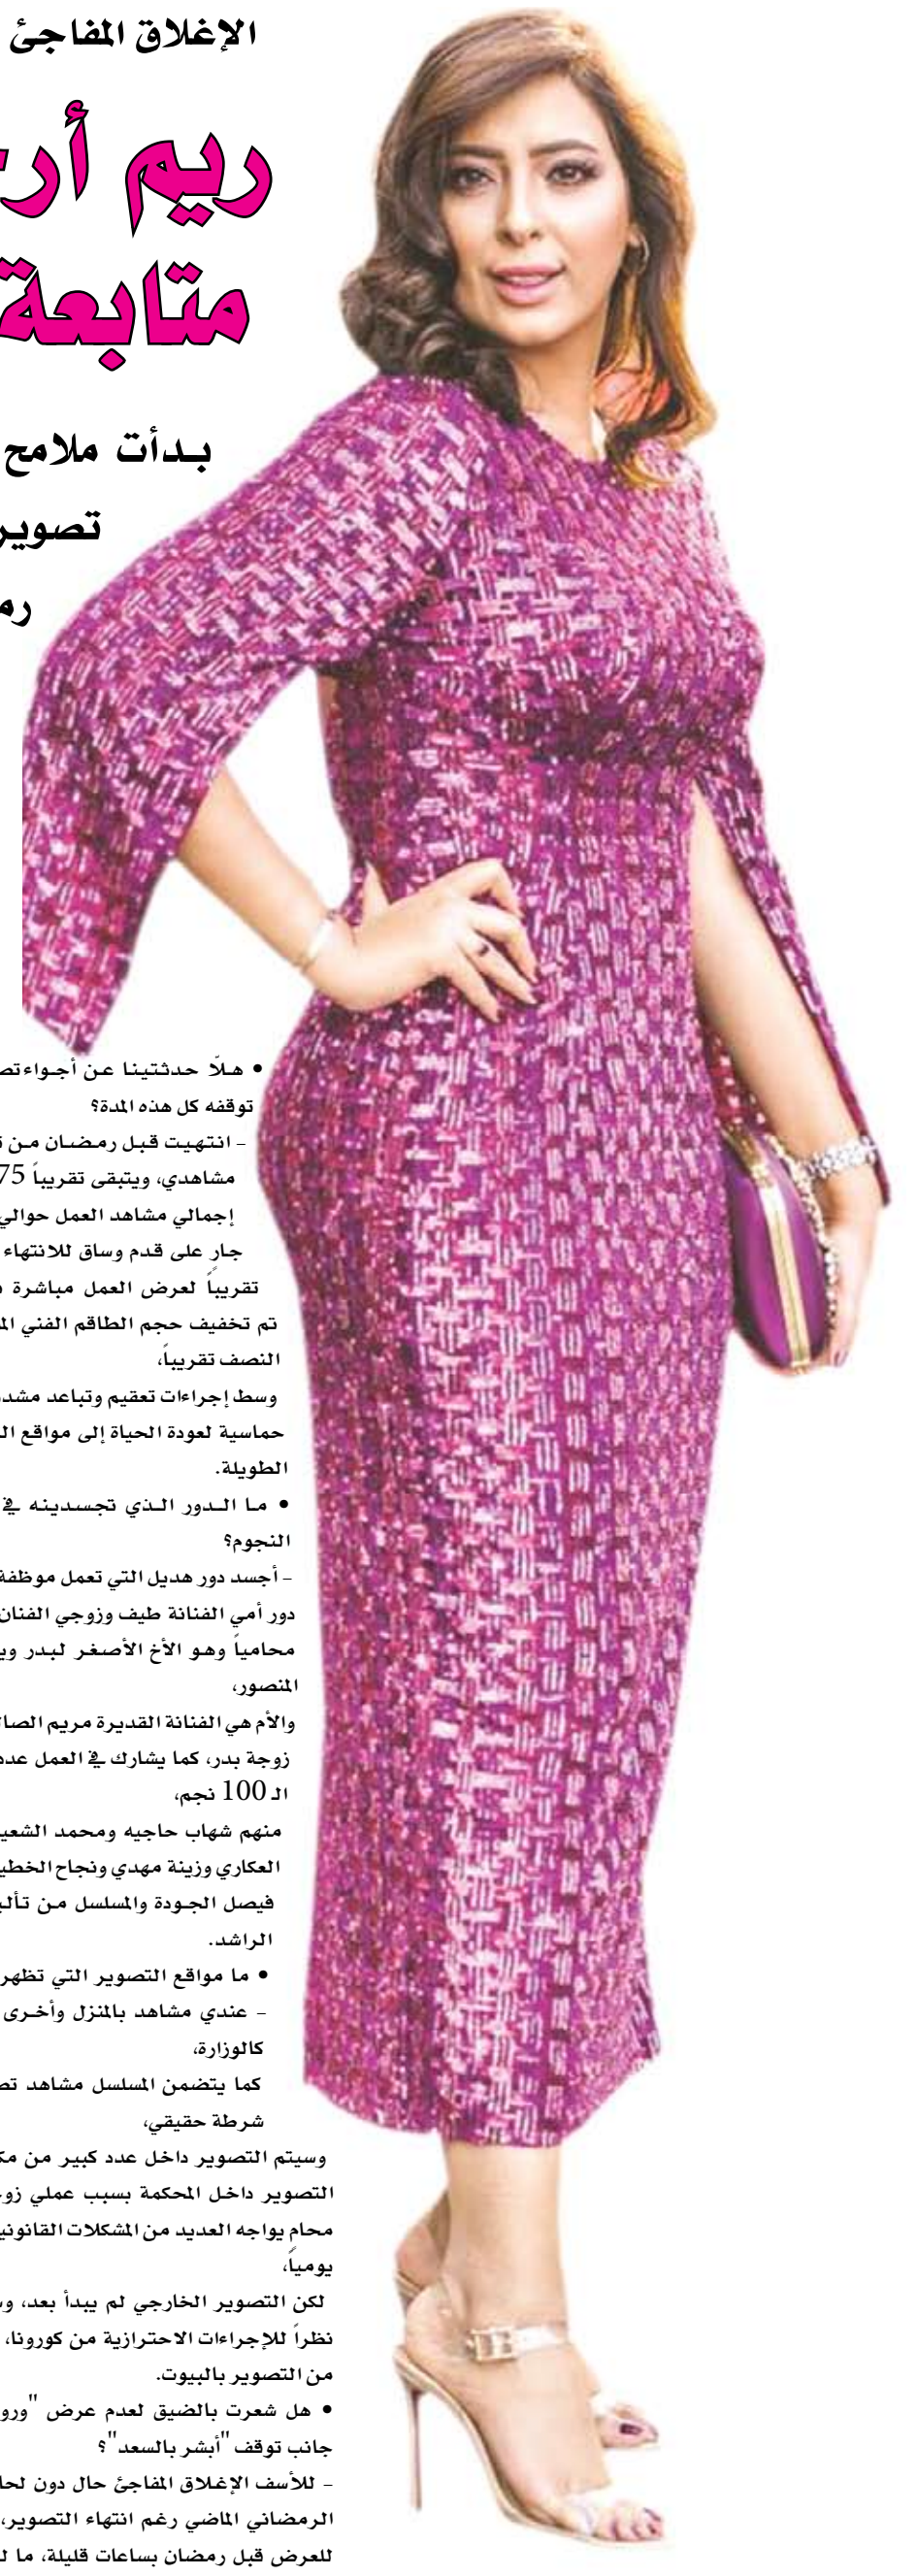 الإغلاق المفاجئ
ريم أر
متابعة
بدأت ملامح
تصوير
رم
• هلّا حدثتينا عن أجواء تص
توقفه كل هذه المدة؟
- انتهيت قبل رمضان من
مشاهدي، ويتبقى تقريباً 75
إجمالي مشاهد العمل حوالي
جارٍ على قدم وساق للانتهاء
تقريباً لعرض العمل مباشرة
تم تخفيف حجم الطاقم الفني الم
النصف تقريباً،
وسط إجراءات تعقيم وتباعد مشد
حماسية لعودة الحياة إلى مواقع ال
الطويلة.
• ما الدور الذي تجسدينه في
النجوم؟
- أجسد دور هديل التي تعمل موظفة
دور أمي الفنانة طيف وزوجي الفنان
محامياً وهو الأخ الأصغر لبدر وي
المنصور،
والأم هي الفنانة القديرة مريم الصا
زوجة بدر، كما يشارك في العمل عدد
الـ 100 نجم،
منهم شهاب حاجيه ومحمد الشعي
العكاري وزينة مهدي ونجاح الخطي
فيصل الجودة والمسلسل من تألي
الراشد.
• ما مواقع التصوير التي تظهر
- عندي مشاهد بالمنزل وأخرى
كالوزارة،
كما يتضمن المسلسل مشاهد تص
شرطة حقيقي،
وسيتم التصوير داخل عدد كبير من مك
التصوير داخل المحكمة بسبب عملي زو
محامٍ يواجه العديد من المشكلات القانوني
يومياً،
لكن التصوير الخارجي لم يبدأ بعد، وس
نظراً للإجراءات الاحترازية من كورونا،
من التصوير بالبيوت.
• هل شعرت بالضيق لعدم عرض "ورو
جانب توقف "أبشر بالسعد"؟
- للأسف الإغلاق المفاجئ حال دون لحا
الرمضاني الماضي رغم انتهاء التصوير،
للعرض قبل رمضان بساعات قليلة، ما ل